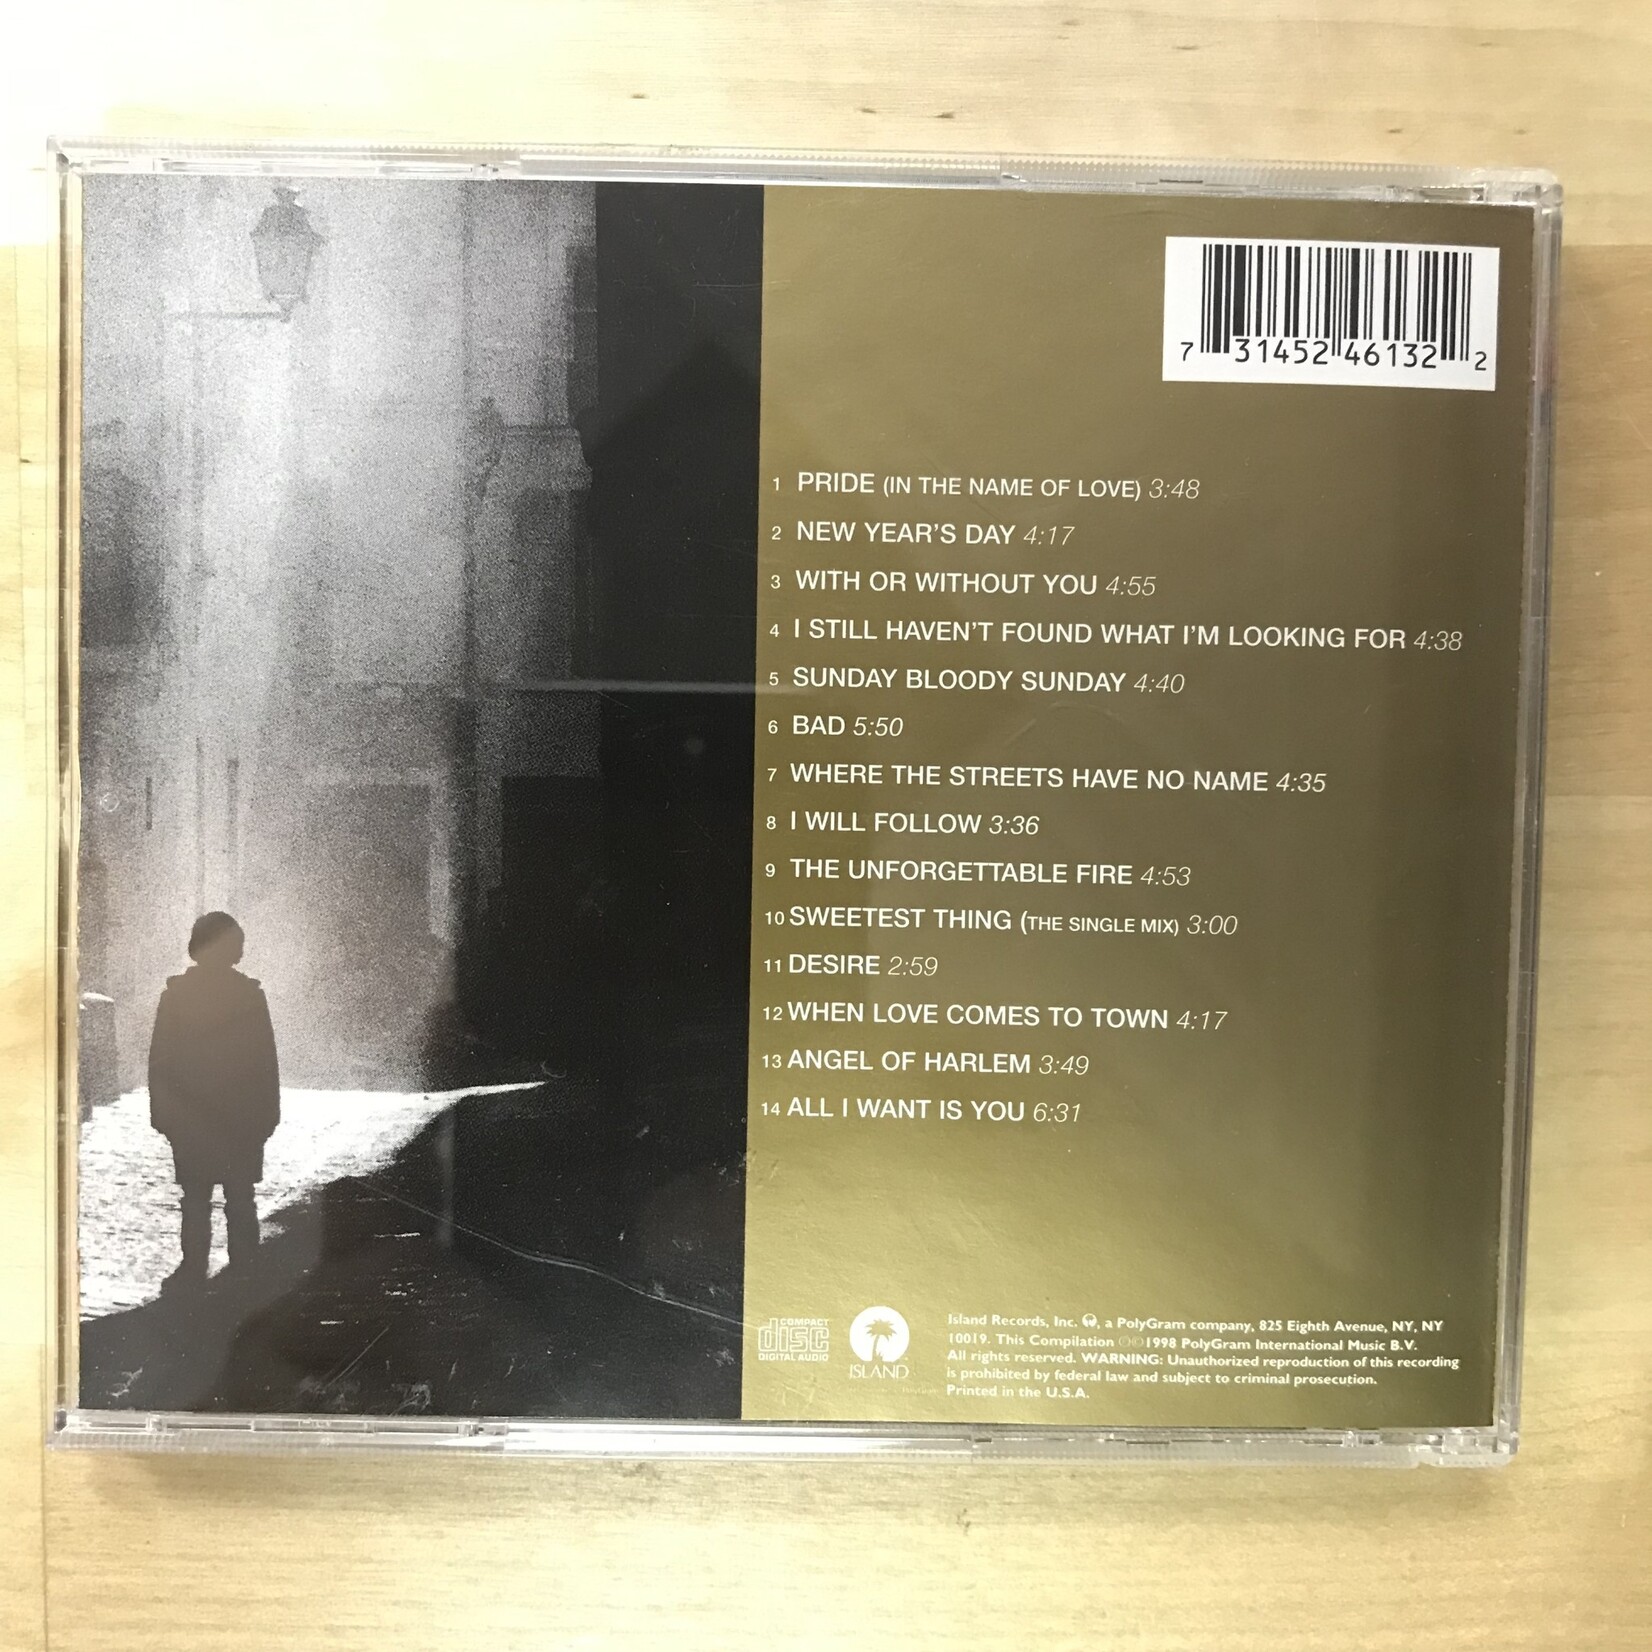 7 31452 46132 2
1 PRIDE (IN THE NAME OF LOVE) 3:48
2 NEW YEAR'S DAY 4:17
3 WITH OR WITHOUT YOU 4:55
4 I STILL HAVEN'T FOUND WHAT I'M LOOKING FOR 4:38
5 SUNDAY BLOODY SUNDAY 4:40
6 BAD 5:50
7 WHERE THE STREETS HAVE NO NAME 4:35
8 I WILL FOLLOW 3:36
9 THE UNFORGETTABLE FIRE 4:53
10 SWEETEST THING (THE SINGLE MIX) 3:00
11 DESIRE 2:59
12 WHEN LOVE COMES TO TOWN 4:17
13 ANGEL OF HARLEM 3:49
14 ALL I WANT IS YOU 6:31
COMPACT
disc
DIGITAL AUDIO
ISLAND
Island Records, Inc. , a PolyGram company, 825 Eighth Avenue, NY, NY
10019. This Compilation ℗©1998 PolyGram International Music B.V.
All rights reserved. WARNING: Unauthorized reproduction of this recording
is prohibited by federal law and subject to criminal prosecution.
Printed in the U.S.A.